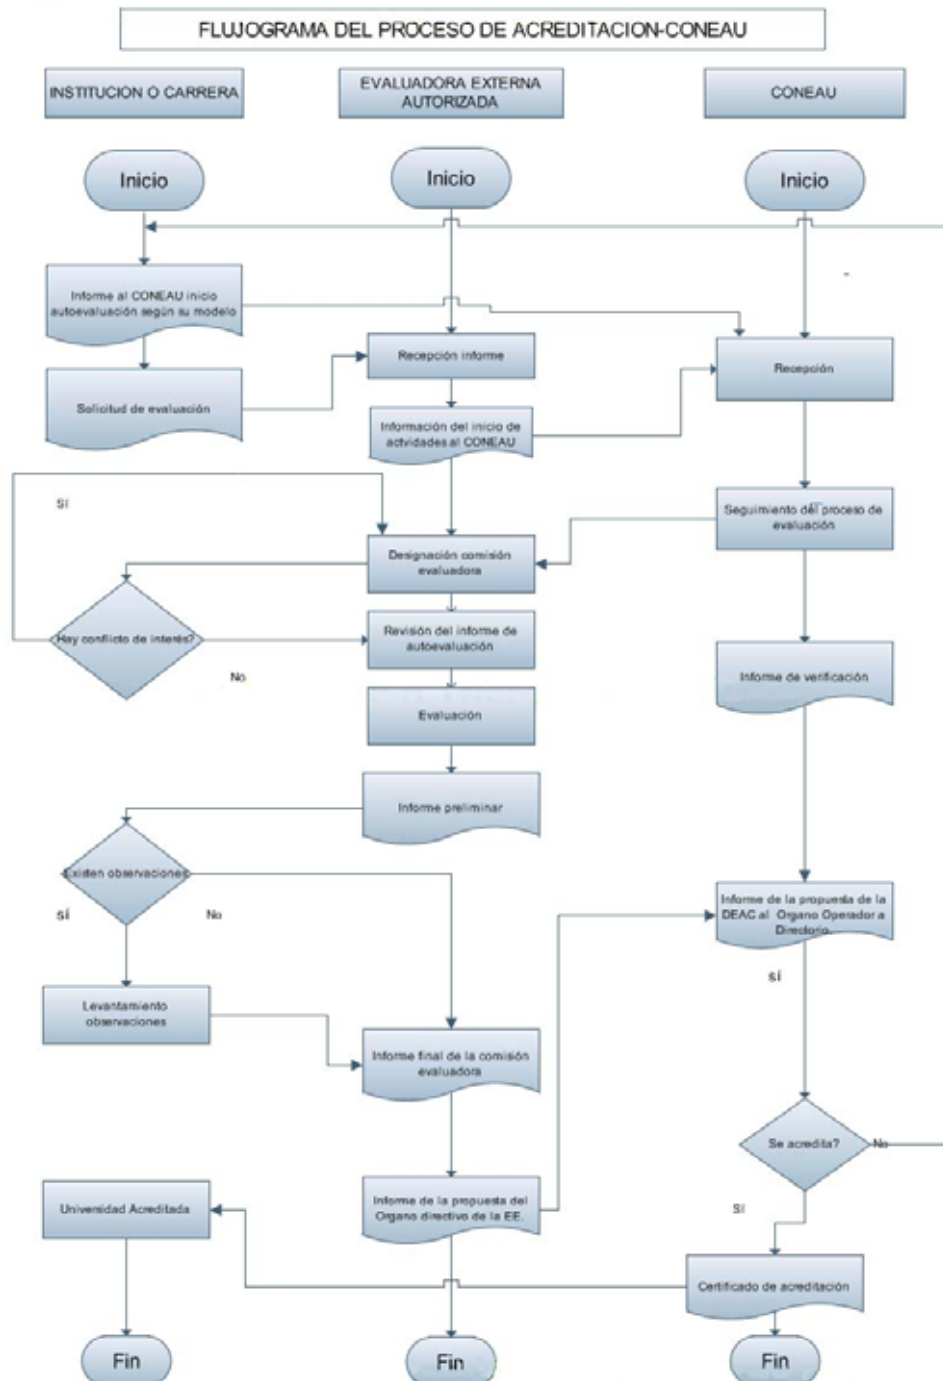 FLUJOGRAMA DEL PROCESO DE ACREDITACION-CONEAU
INSTITUCION O CARRERA
EVALUADORA EXTERNA
AUTORIZADA
CONEAU
Inicio
Inicio
Inicio
Informe al CONEAU inicio
autoevaluación según su modelo
Recepción informe
Recepción
Solicitud de evaluación
Información del inicio de
actvidades al CONEAU
Sí
Seguimiento del proceso de
evaluación
Designación comisión
evaluadora
Hay conflicto de interés?
No
Revisión del informe de
autoevaluación
Informe de verificación
Evaluación
Informe preliminar
Existen observaciones
sí
No
Informe de la propuesta de la
DEAC al Organo Operador a
Directorio.
sí
Levantamiento
observaciones
Informe final de la comisión
evaluadora
Se acredita?
No
Sí
Universidad Acreditada
Informe de la propuesta del
Organo directivo de la EE.
Certificado de acreditación
Fin
Fin
Fin